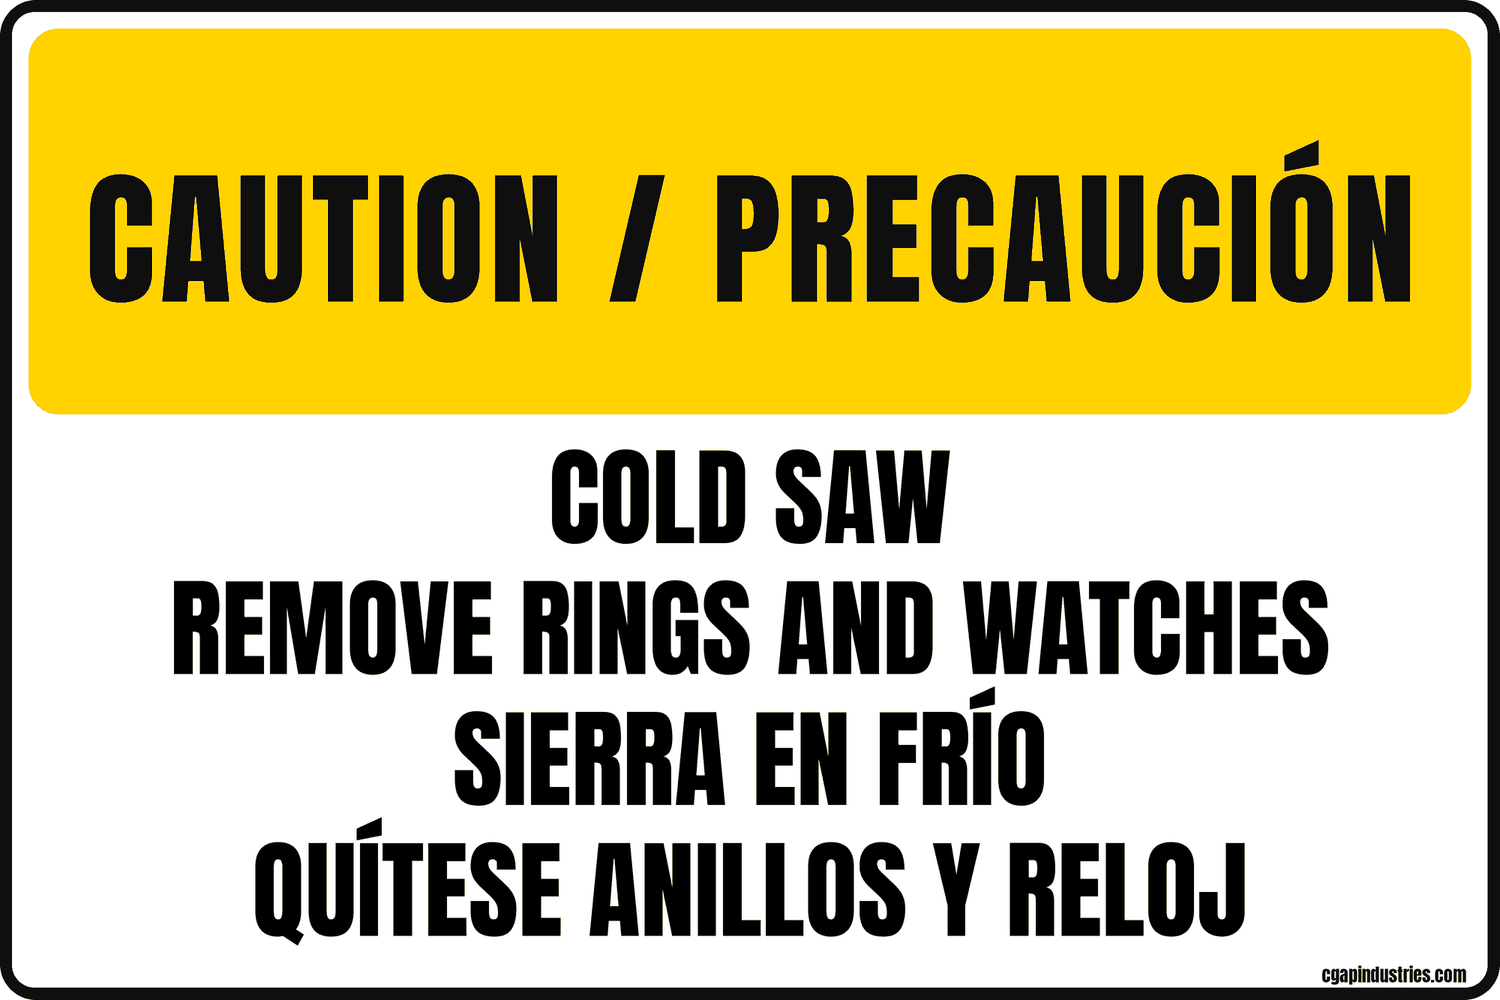 CAUTION / PRECAUCIÓN
COLD SAW
REMOVE RINGS AND WATCHES
SIERRA EN FRÍO
QUÍTESE ANILLOS Y RELOJ
cgapindustries.com